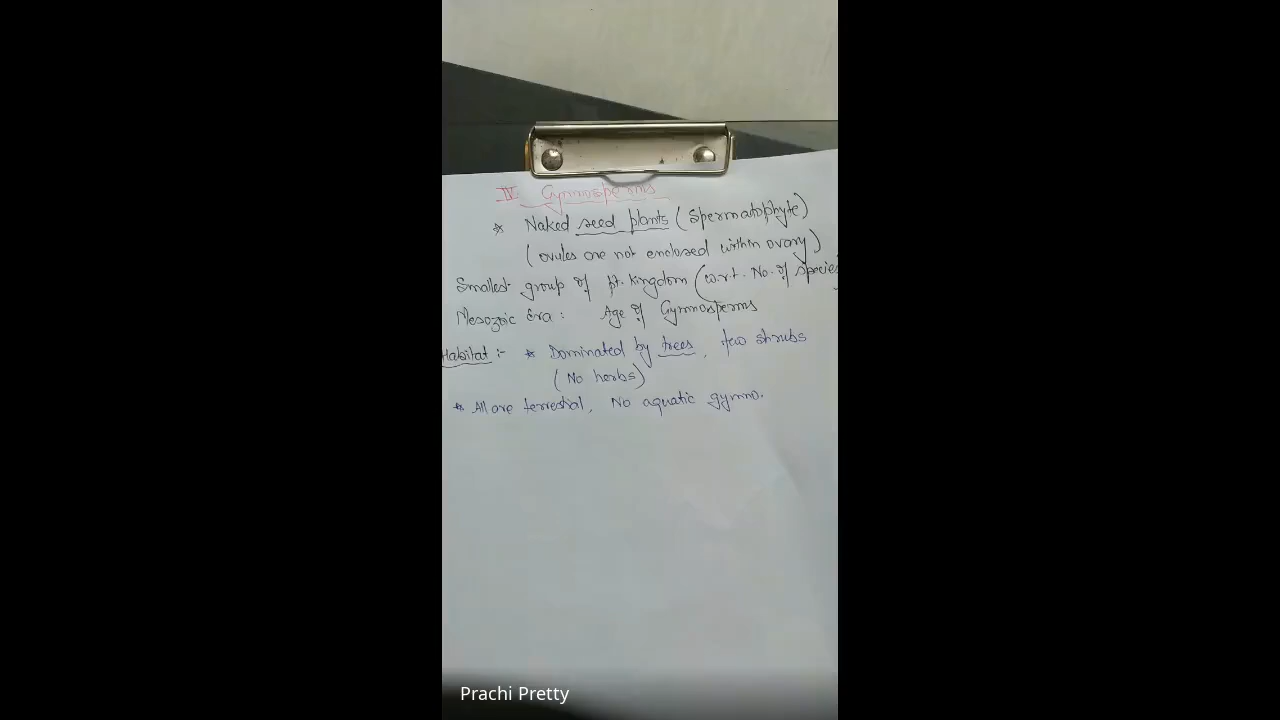 IV. Gymnosperms
* Naked seed plants (Spermatophyte)
(ovules are not enclosed within ovary)
Smallest group of pt. kingdom (w.r.t. No. of species
Mesozoic Era : Age of Gymnosperms
Habitat :- * Dominated by trees, few shrubs
(No herbs)
* All are terrestrial, No aquatic gymno.
Prachi Pretty